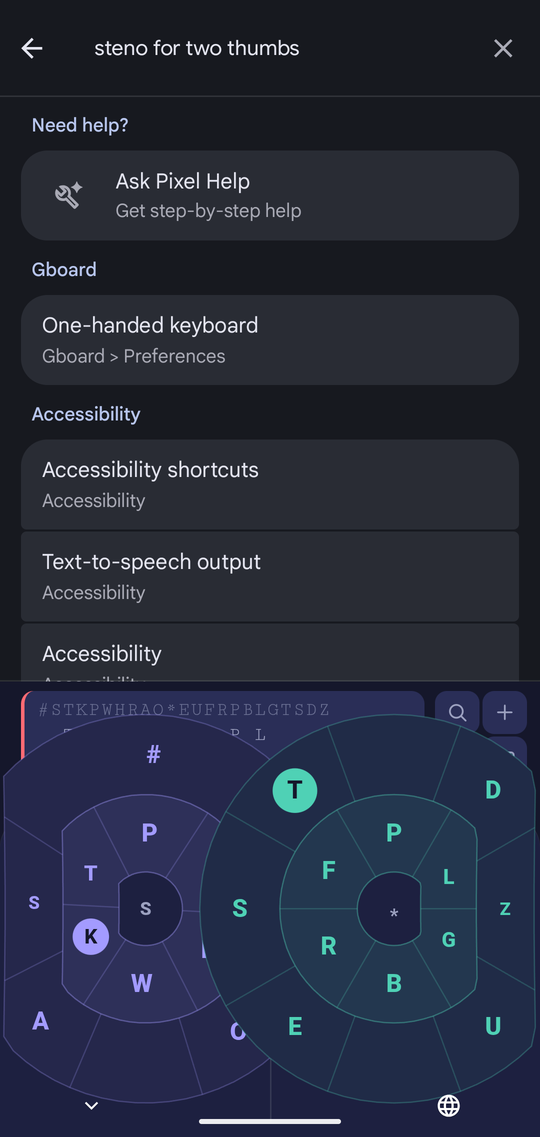 steno for two thumbs
Need help?
Ask Pixel Help
Get step-by-step help
Gboard
One-handed keyboard
Gboard > Preferences
Accessibility
Accessibility shortcuts
Accessibility
Text-to-speech output
Accessibility
Accessibility
#STKPWHRAO*EUFRPBLGTSDZ
L
#
T
D
P
P
T
F
L
S
S
S
*
Z
K
R
G
W
B
A
O
E
U